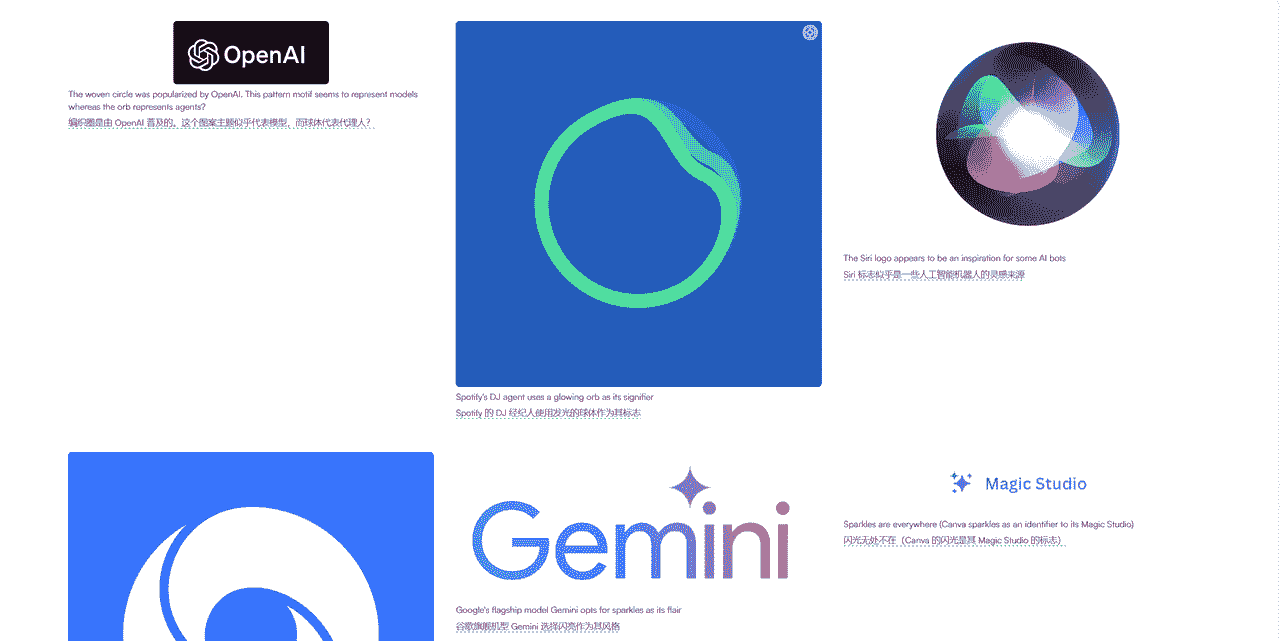 OpenAI
The woven circle was popularized by OpenAI. This pattern motif seems to represent models
whereas the orb represents agents?
编织圈是由 OpenAI 普及的。这个图案主题似乎代表模型，而球体代表代理人？
Spotify's DJ agent uses a glowing orb as its signifier
Spotify 的 DJ 经纪人使用发光的球体作为其标志
The Siri logo appears to be an inspiration for some AI bots
Siri 标志似乎是一些人工智能机器人的灵感来源
Gemini
Google's flagship model Gemini opts for sparkles as its flair
谷歌旗舰机型 Gemini 选择闪亮作为其风格
Magic Studio
Sparkles are everywhere (Canva sparkles as an identifier to its Magic Studio)
闪光无处不在（Canva 的闪光是其 Magic Studio 的标志）